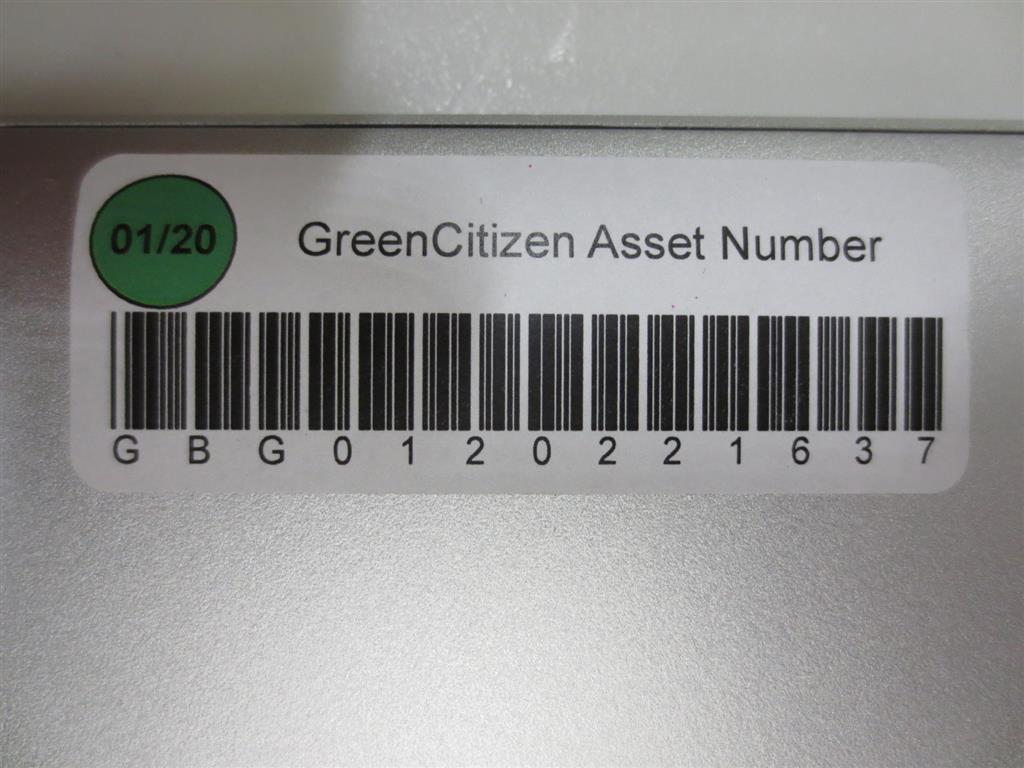 01/20
GreenCitizen Asset Number
G B G 0 1 2 0 2 2 1 6 3 7